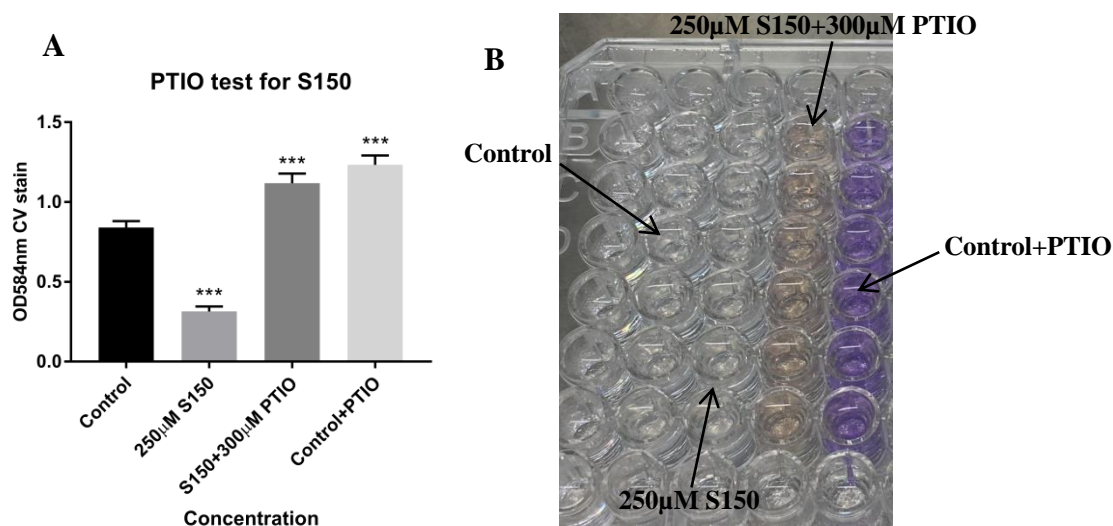 A
PTIO test for S150
OD584nm CV stain
1.5
1.0
0.5
0.0
***
***
***
***
Control
250μM S150
S150+300μM PTIO
Control+PTIO
Concentration
B
250μM S150+300μM PTIO
Control
Control+PTIO
250μM S150
A
B
C
D